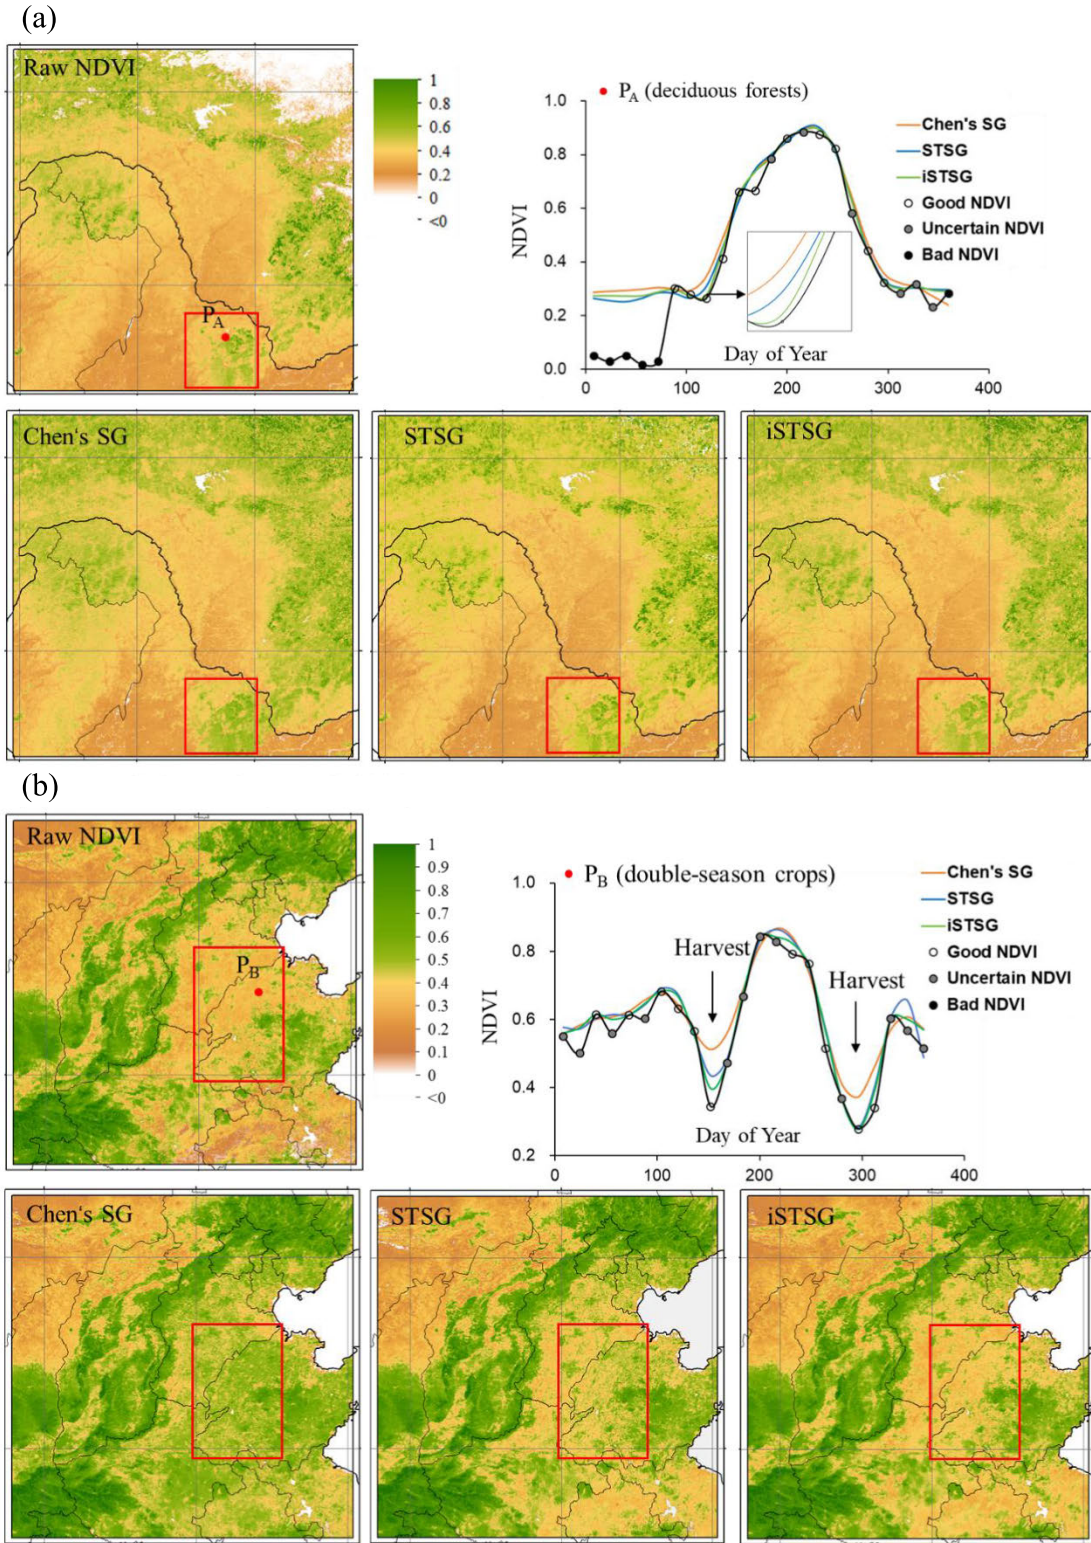 (a)
Raw NDVI
1
0.8
0.6
0.4
0.2
0
<0
P_A
P_A (deciduous forests)
1.0
0.8
0.6
0.4
0.2
0.0
NDVI
0
100
200
300
400
Day of Year
Chen's SG
STSG
iSTSG
Good NDVI
Uncertain NDVI
Bad NDVI
Chen's SG
STSG
iSTSG
(b)
Raw NDVI
P_B
1
0.9
0.8
0.7
0.6
0.5
0.4
0.3
0.2
0.1
0
<0
P_B (double-season crops)
1.0
0.8
0.6
0.4
0.2
NDVI
Harvest
Harvest
Day of Year
0
100
200
300
400
Chen's SG
STSG
iSTSG
Good NDVI
Uncertain NDVI
Bad NDVI
Chen's SG
STSG
iSTSG